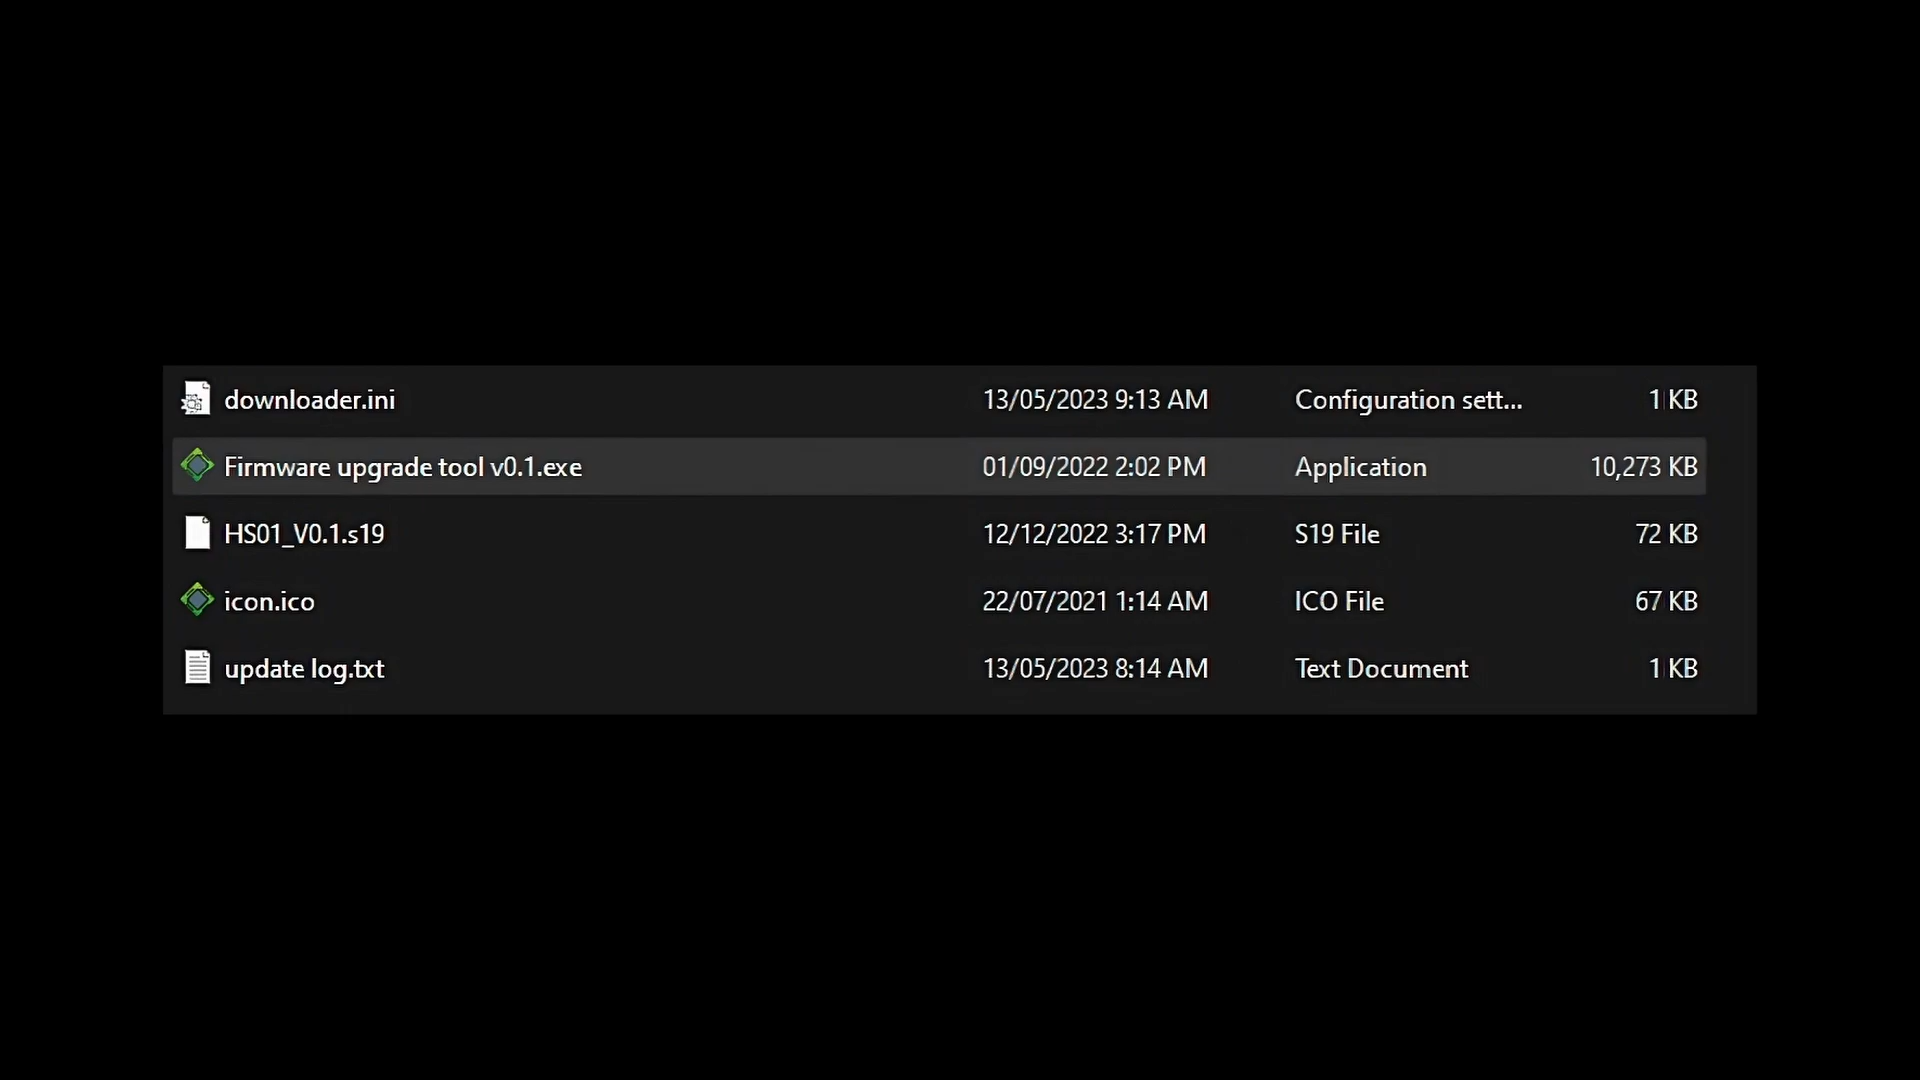 downloader.ini 13/05/2023 9:13 AM Configuration sett... 1 KB
Firmware upgrade tool v0.1.exe 01/09/2022 2:02 PM Application 10,273 KB
HS01_V0.1.s19 12/12/2022 3:17 PM S19 File 72 KB
icon.ico 22/07/2021 1:14 AM ICO File 67 KB
update log.txt 13/05/2023 8:14 AM Text Document 1 KB